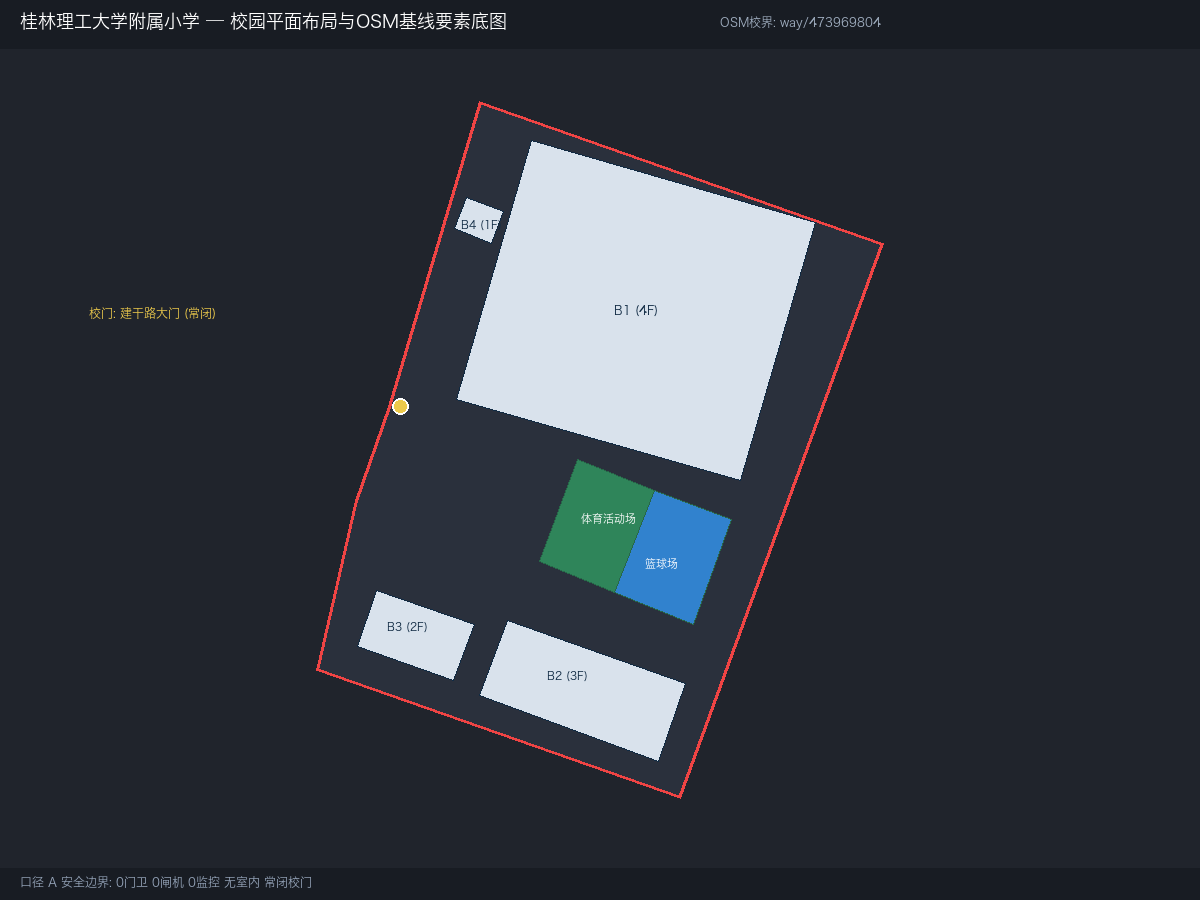 桂林理工大学附属小学 — 校园平面布局与OSM基线要素底图
OSM校界: way/473969804
B4 (1F
B1 (4F)
校门: 建干路大门 (常闭)
体育活动场
篮球场
B3 (2F)
B2 (3F)
口径 A 安全边界: 0门卫 0闸机 0监控 无室内 常闭校门